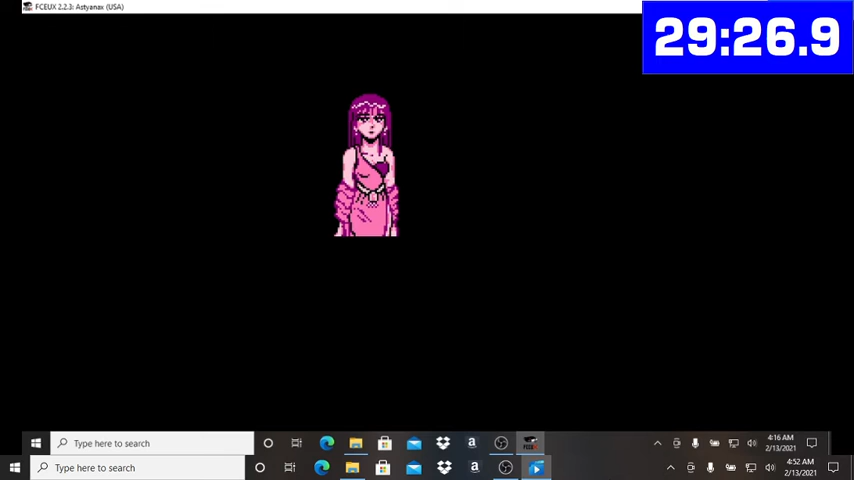 FCEUX 2.2.3: Astyanax (USA)
29:26.9
Type here to search
4:16 AM
2/13/2021
Type here to search
4:52 AM
2/13/2021